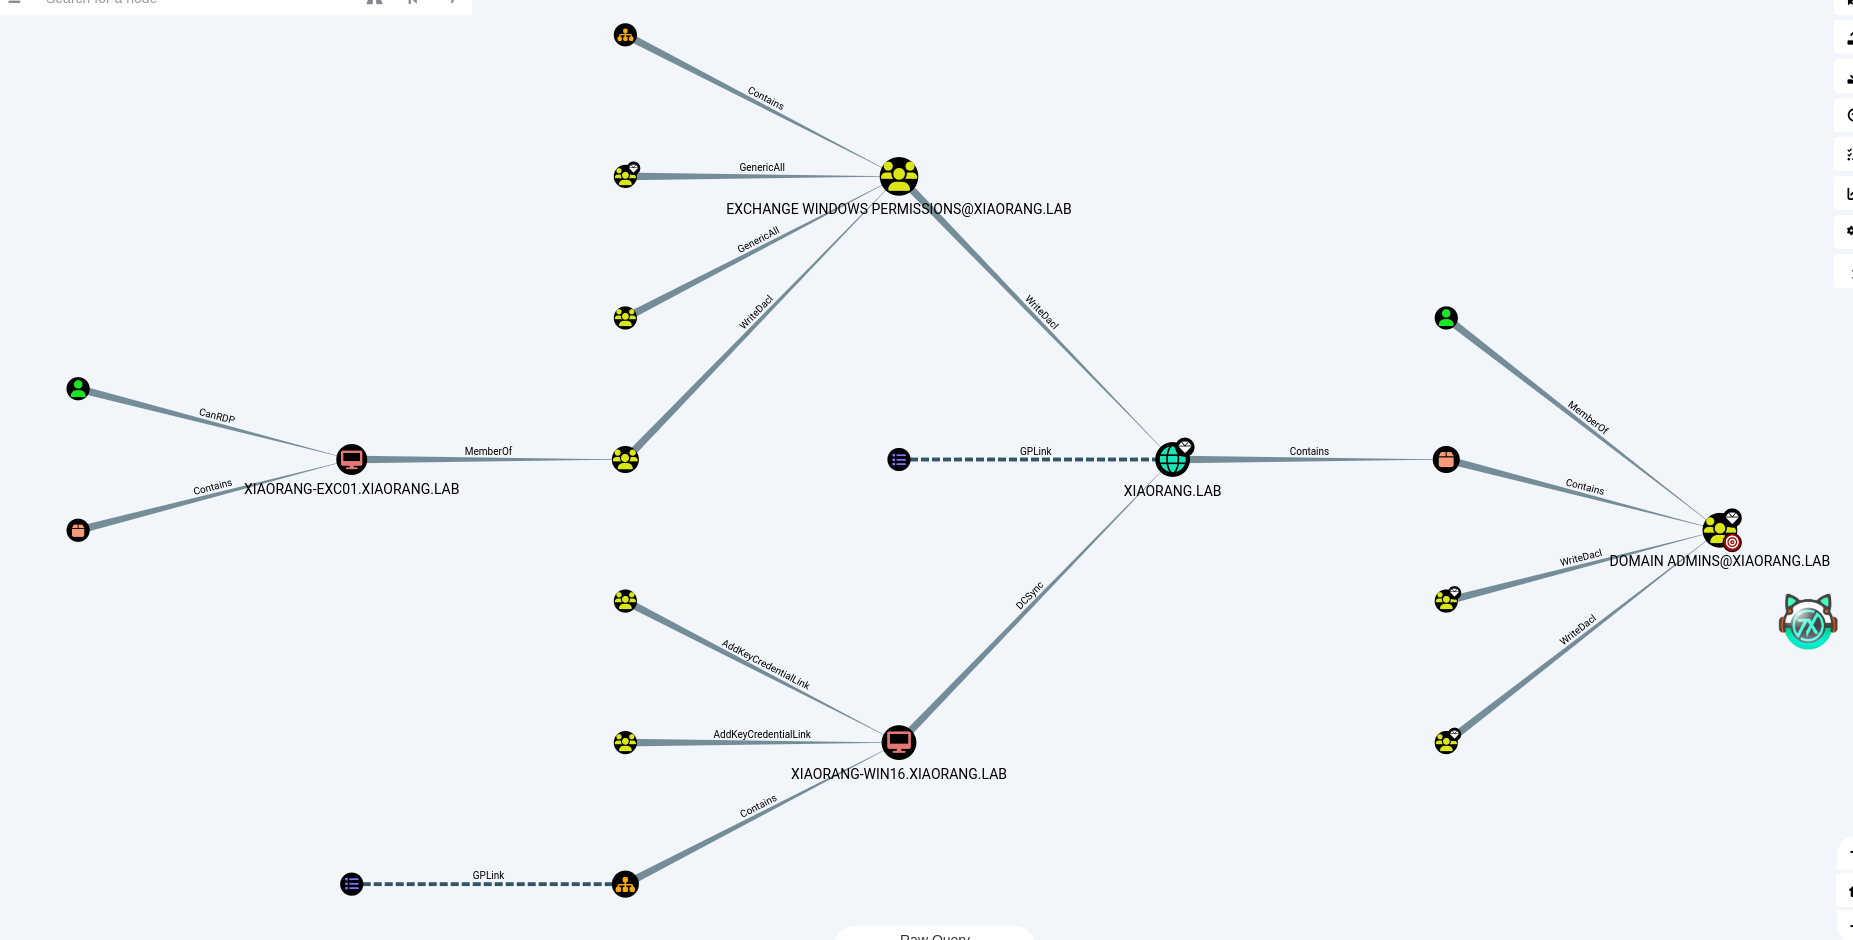 Search for a node
Contains
GenericAll
EXCHANGE WINDOWS PERMISSIONS@XIAORANG.LAB
GenericAll
WriteDacl
WriteDacl
CanRDP
MemberOf
MemberOf
GPLink
Contains
Contains
XIAORANG-EXC01.XIAORANG.LAB
XIAORANG.LAB
Contains
WriteDacl
DOMAIN ADMINS@XIAORANG.LAB
DCSync
WriteDacl
AddKeyCredentialLink
AddKeyCredentialLink
XIAORANG-WIN16.XIAORANG.LAB
Contains
GPLink
Raw Query